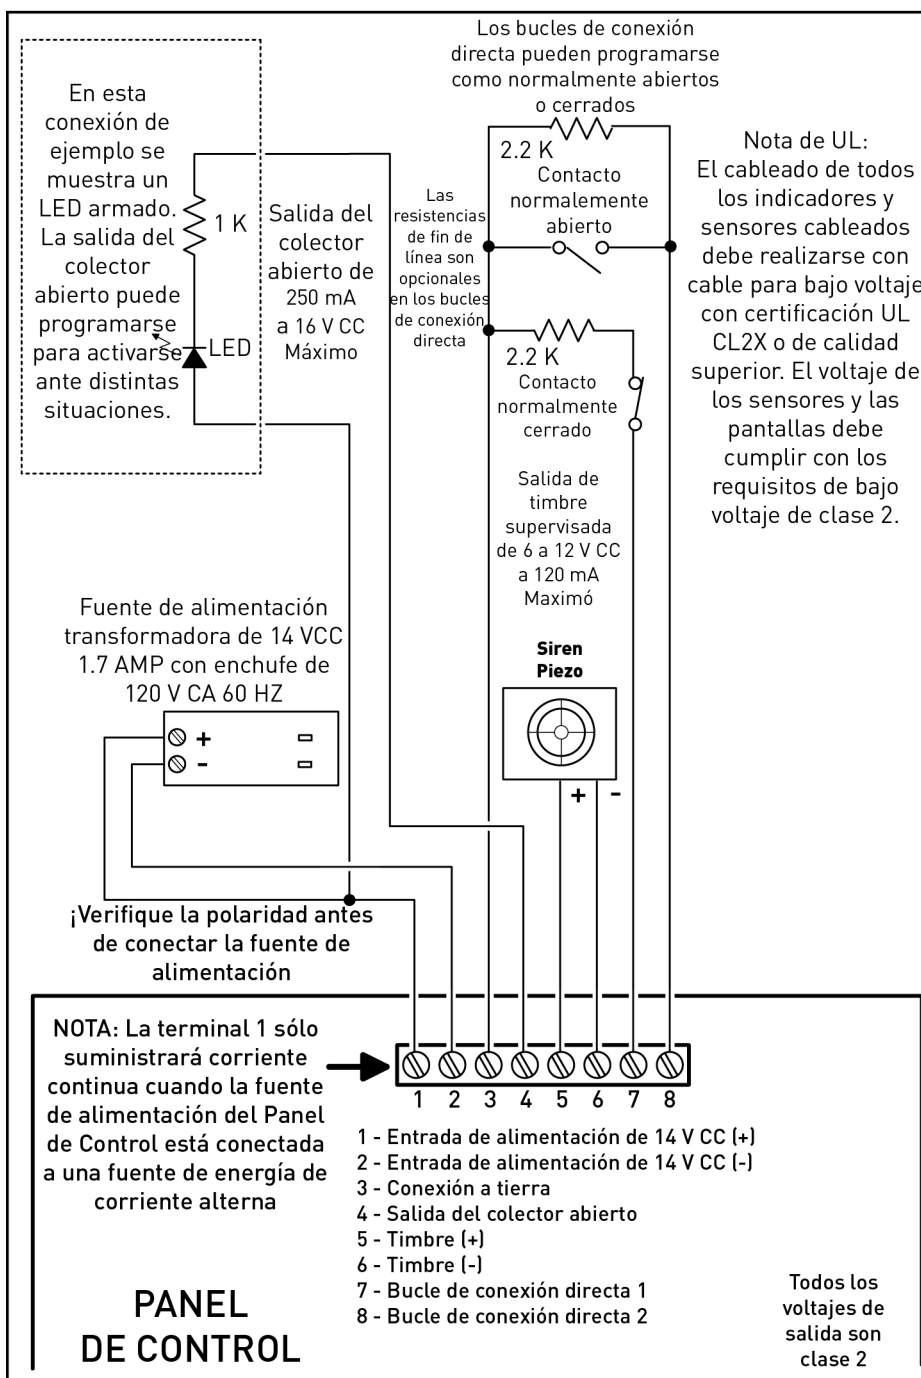 Los bucles de conexión
directa pueden programarse
como normalmente abiertos
o cerrados
En esta
conexión de
ejemplo se
muestra un
LED armado.
La salida del
colector
abierto puede
programarse
para activarse
ante distintas
situaciones.
1 K
LED
Salida del
colector
abierto de
250 mA
a 16 V CC
Máximo
Las
resistencias
de fin de
línea son
opcionales
en los bucles
de conexión
directa
2.2 K
Contacto
normalemente
abierto
2.2 K
Contacto
normalmente
cerrado
Nota de UL:
El cableado de todos
los indicadores y
sensores cableados
debe realizarse con
cable para bajo voltaje
con certificación UL
CL2X o de calidad
superior. El voltaje de
los sensores y las
pantallas debe
cumplir con los
requisitos de bajo
voltaje de clase 2.
Salida de
timbre
supervisada
de 6 a 12 V CC
a 120 mA
Maximó
Siren
Piezo
+ -
Fuente de alimentación
transformadora de 14 VCC
1.7 AMP con enchufe de
120 V CA 60 HZ
+
-
¡Verifique la polaridad antes
de conectar la fuente de
alimentación
NOTA: La terminal 1 sólo
suministrará corriente
continua cuando la fuente
de alimentación del Panel
de Control está conectada
a una fuente de energía de
corriente alterna
1 2 3 4 5 6 7 8
1 - Entrada de alimentación de 14 V CC (+)
2 - Entrada de alimentación de 14 V CC (-)
3 - Conexión a tierra
4 - Salida del colector abierto
5 - Timbre (+)
6 - Timbre (-)
7 - Bucle de conexión directa 1
8 - Bucle de conexión directa 2
PANEL
DE CONTROL
Todos los
voltajes de
salida son
clase 2